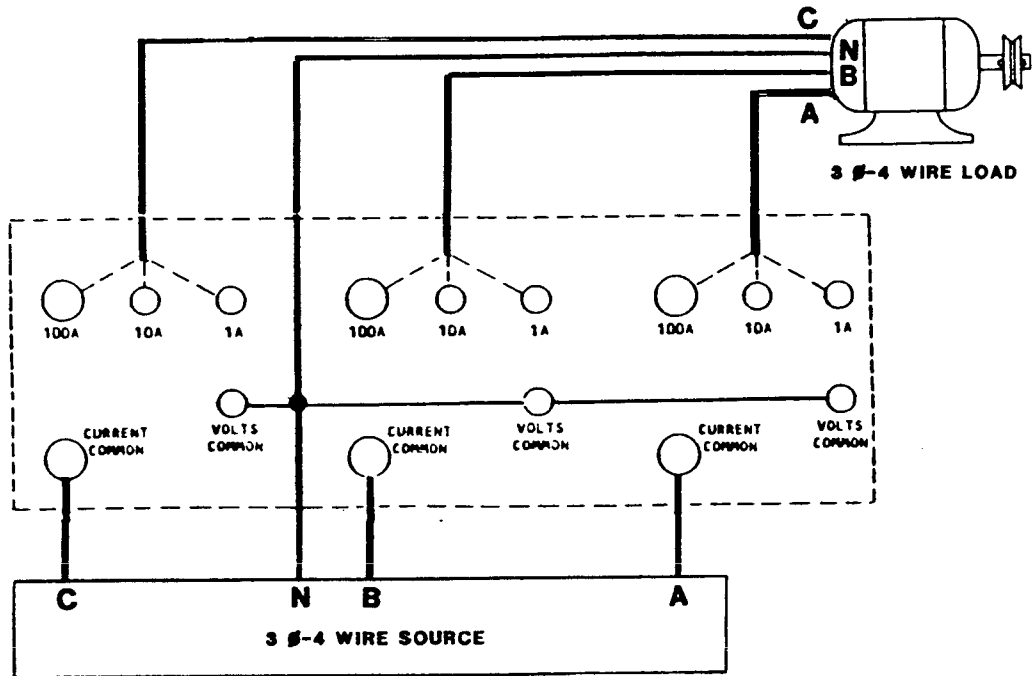 C
N
B
A
3 Ø-4 WIRE LOAD
100A 10A 1A 100A 10A 1A 100A 10A 1A
CURRENT COMMON
VOLTS COMMON
CURRENT COMMON
VOLTS COMMON
CURRENT COMMON
VOLTS COMMON
C N B A
3 Ø-4 WIRE SOURCE